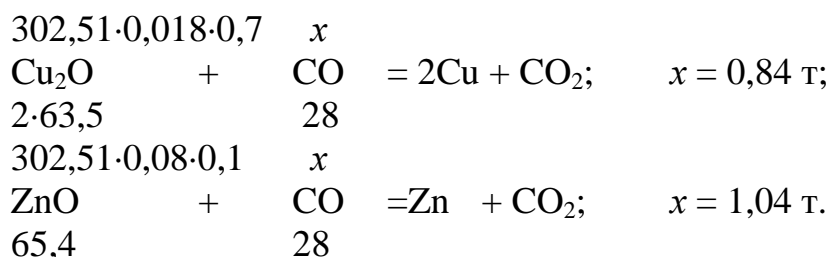 302,51·0,018·0,7 x
Cu₂O + CO = 2Cu + CO₂; x = 0,84 т;
2·63,5 28
302,51·0,08·0,1 x
ZnO + CO =Zn + CO₂; x = 1,04 т.
65,4 28